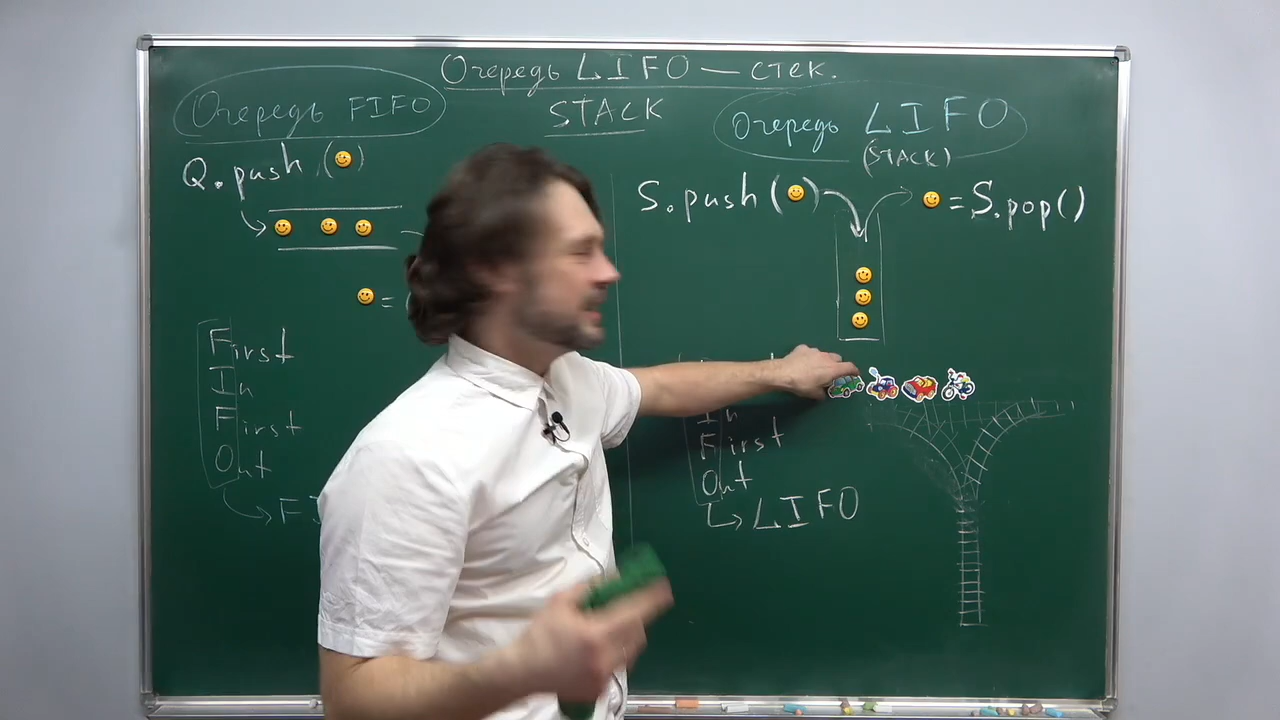 Очередь LIFO — стек.
STACK
Очередь FIFO
Q.push ( )
=
First
In
First
Out
Очередь LIFO
(STACK)
S.push ( )
= S.pop()
In
First
Out
LIFO